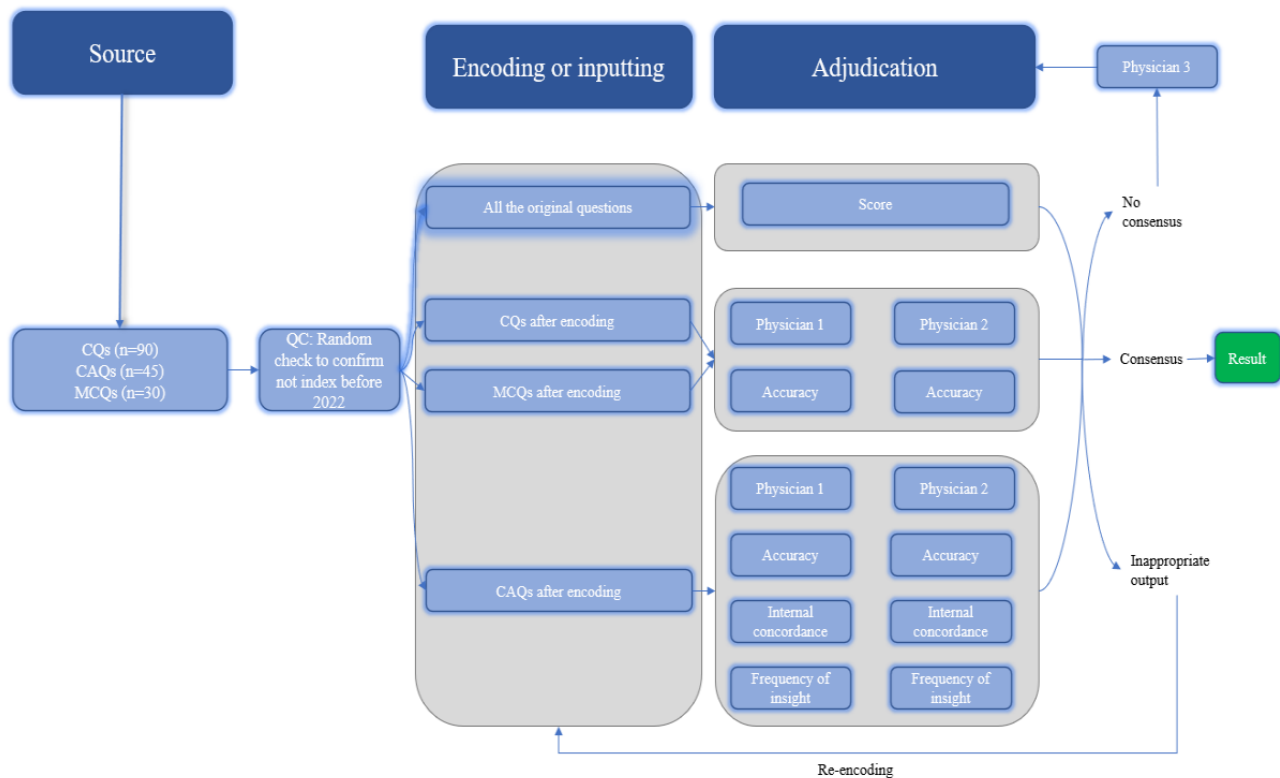 Source
Encoding or inputting
Adjudication
Physician 3
All the original questions
Score
No
consensus
CQs (n=90)
CAQs (n=45)
MCQs (n=30)
QC: Random
check to confirm
not index before
2022
CQs after encoding
MCQs after encoding
Physician 1
Physician 2
Accuracy
Accuracy
Consensus
Result
CAQs after encoding
Physician 1
Physician 2
Accuracy
Accuracy
Internal
concordance
Internal
concordance
Frequency of
insight
Frequency of
insight
Inappropriate
output
Re-encoding